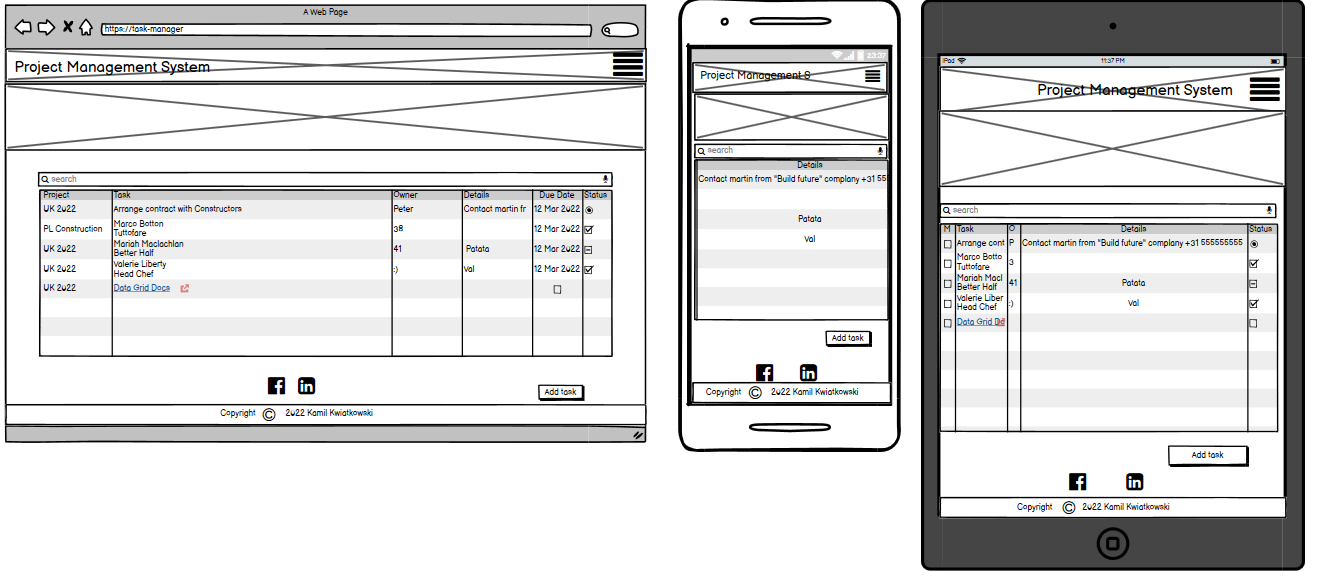 A Web Page
https://task-manager
Project Management System
search
Project Task Owner Details Due Date Status
UK 2022 Arrange contract with Constructors Peter Contact martin fr 12 Mar 2022
PL Construction Marco Botton
Tuttofare 38 12 Mar 2022
UK 2022 Mariah Maclachlan
Better Half 41 Patata 12 Mar 2022
UK 2022 Valerie Liberty
Head Chef :) Val 12 Mar 2022
UK 2022 Data Grid Docs
Add task
Copyright © 2022 Kamil Kwiatkowski
23:37
Project Management S
search
Details
Contact martin from "Build future" complany +31 55
Patata
Val
Add task
Copyright © 2022 Kamil Kwiatkowski
iPod 11:37 PM
Project Management System
search
M Task O Details Status
Arrange cont P Contact martin from "Build future" complany +31 555555555
Marco Botto
Tuttofare 3
Mariah Macl
Better Half 41 Patata
Valerie Liber
Head Chef :) Val
Data Grid Do
Add task
Copyright © 2022 Kamil Kwiatkowski